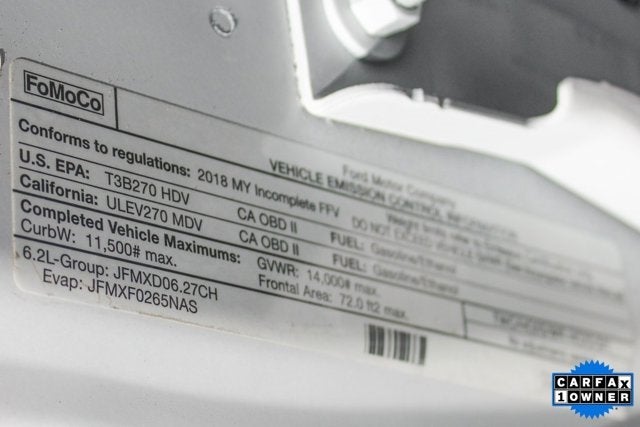 FoMoCo
Ford Motor Company
VEHICLE EMISSION CONTROL INFORMATION
Conforms to regulations: 2018 MY Incomplete FFV
U.S. EPA: T3B270 HDV CA OBD II FUEL: Gasoline/Ethanol
California: ULEV270 MDV CA OBD II FUEL: Gasoline/Ethanol
Completed Vehicle Maximums: GVWR: 14,000# max.
CurbW: 11,500# max. Frontal Area: 72.0 ft2 max.
6.2L-Group: JFMXD06.27CH
Evap: JFMXF0265NAS
CARFAX
1 OWNER